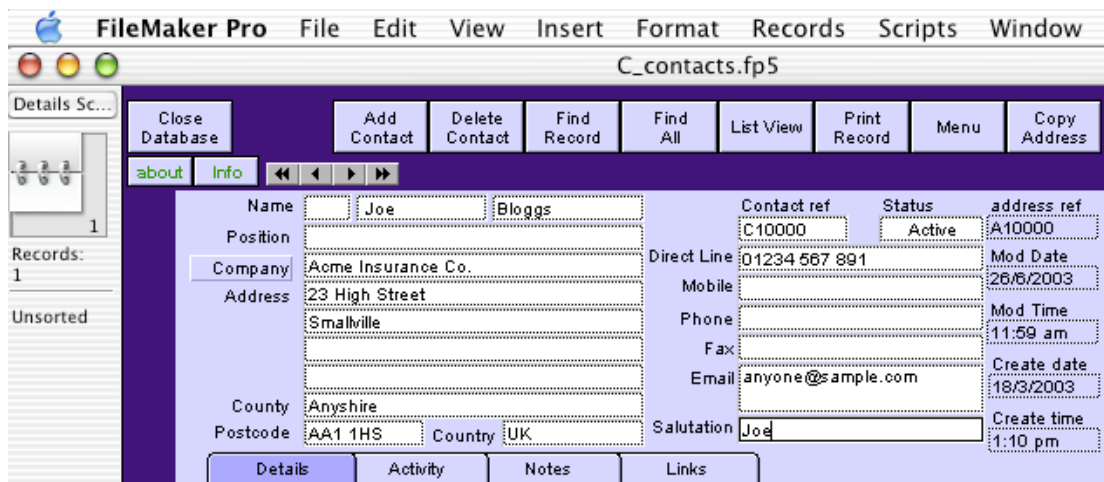 FileMaker Pro File Edit View Insert Format Records Scripts Window
C_contacts.fp5
Details Sc...
1
Records:
1
Unsorted
Close Database
Add Contact
Delete Contact
Find Record
Find All
List View
Print Record
Menu
Copy Address
about Info
Name Joe Bloggs
Position
Company Acme Insurance Co.
Address 23 High Street
Smallville
County Anyshire
Postcode AA1 1HS Country UK
Contact ref Status
C10000 Active
Direct Line 01234 567 891
Mobile
Phone
Fax
Email anyone@sample.com
Salutation Joe
address ref
A10000
Mod Date
26/6/2003
Mod Time
11:59 am
Create date
18/3/2003
Create time
1:10 pm
Details Activity Notes Links